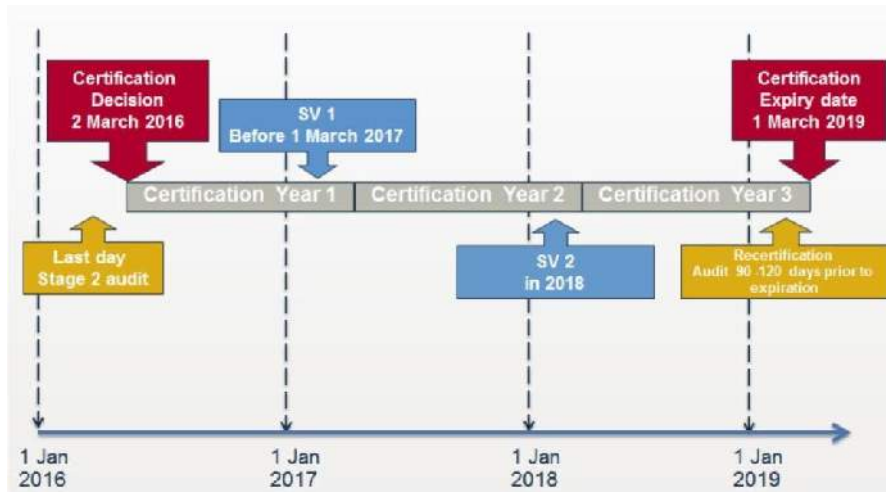 Certification
Decision
2 March 2016
SV 1
Before 1 March 2017
Certification
Expiry date
1 March 2019
Certification Year 1
Certification Year 2
Certification Year 3
Last day
Stage 2 audit
SV 2
in 2018
Recertification
Audit 90 -120 days prior to
expiration
1 Jan
2016
1 Jan
2017
1 Jan
2018
1 Jan
2019